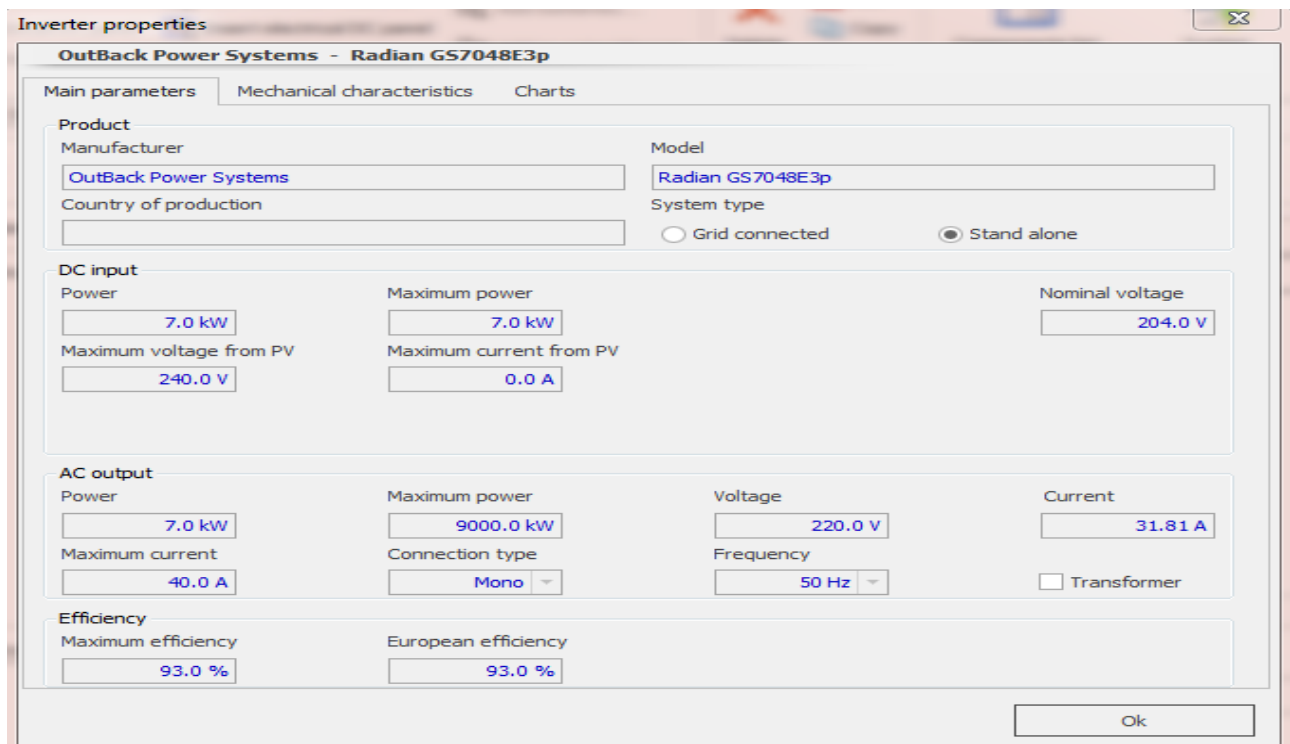 Inverter properties
OutBack Power Systems - Radian GS7048E3p
Main parameters Mechanical characteristics Charts
Product
Manufacturer Model
OutBack Power Systems Radian GS7048E3p
Country of production System type
Grid connected Stand alone
DC input
Power Maximum power Nominal voltage
7.0 kW 7.0 kW 204.0 V
Maximum voltage from PV Maximum current from PV
240.0 V 0.0 A
AC output
Power Maximum power Voltage Current
7.0 kW 9000.0 kW 220.0 V 31.81 A
Maximum current Connection type Frequency
40.0 A Mono 50 Hz Transformer
Efficiency
Maximum efficiency European efficiency
93.0 % 93.0 %
Ok